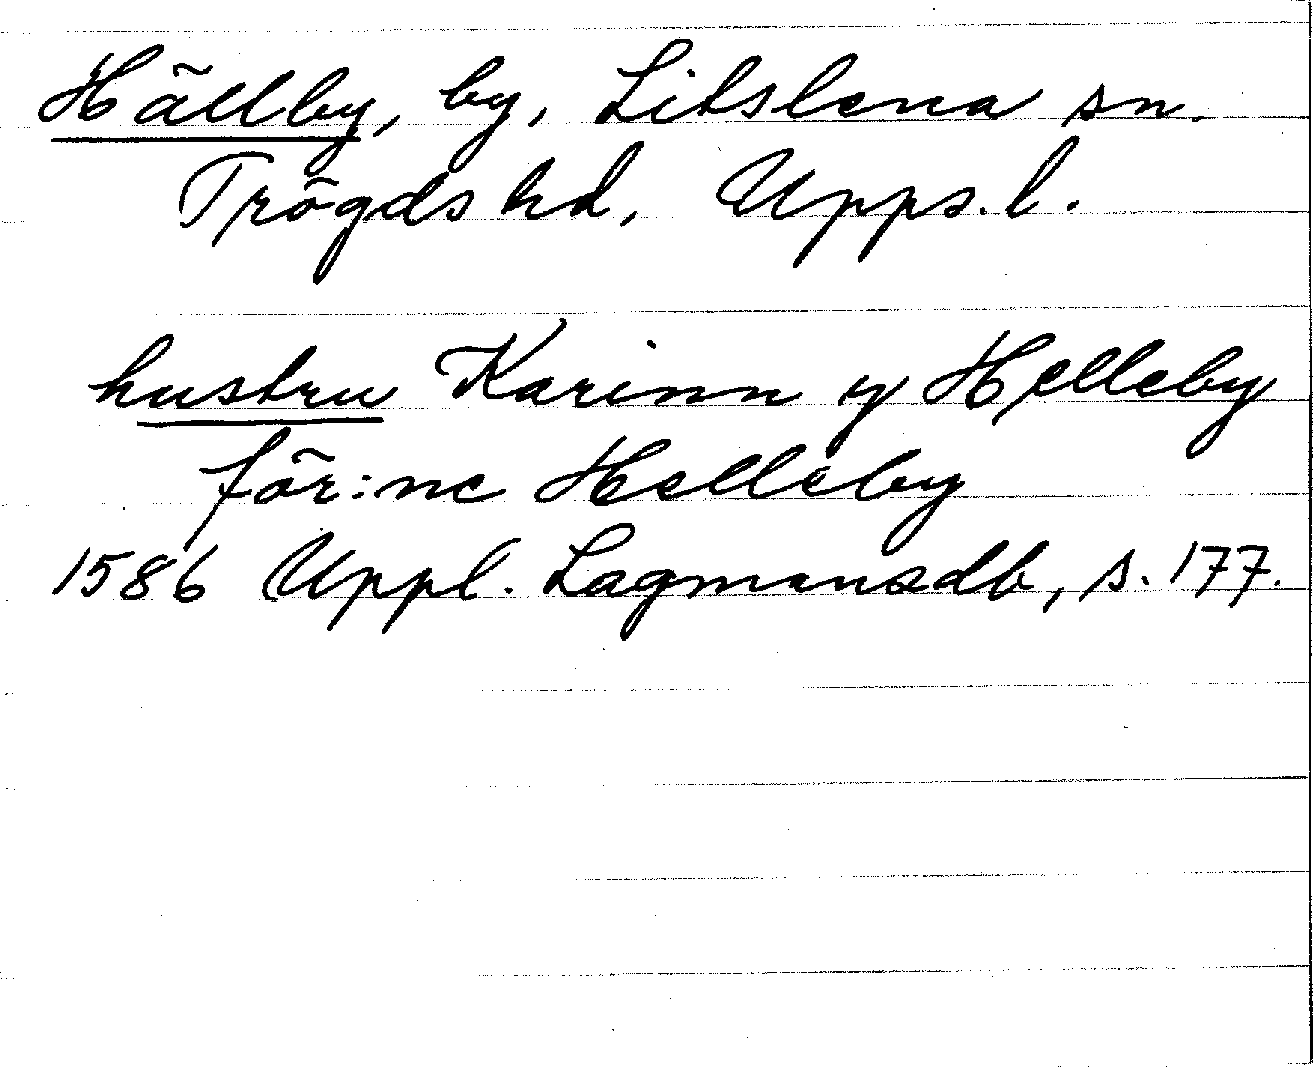 Hällby, by, Litslena sn.
Trögds hd, Upps. l.
hustru Karinn y Helleby
för:ne Helleby
1586 Uppl. Lagmansdb, s. 177.